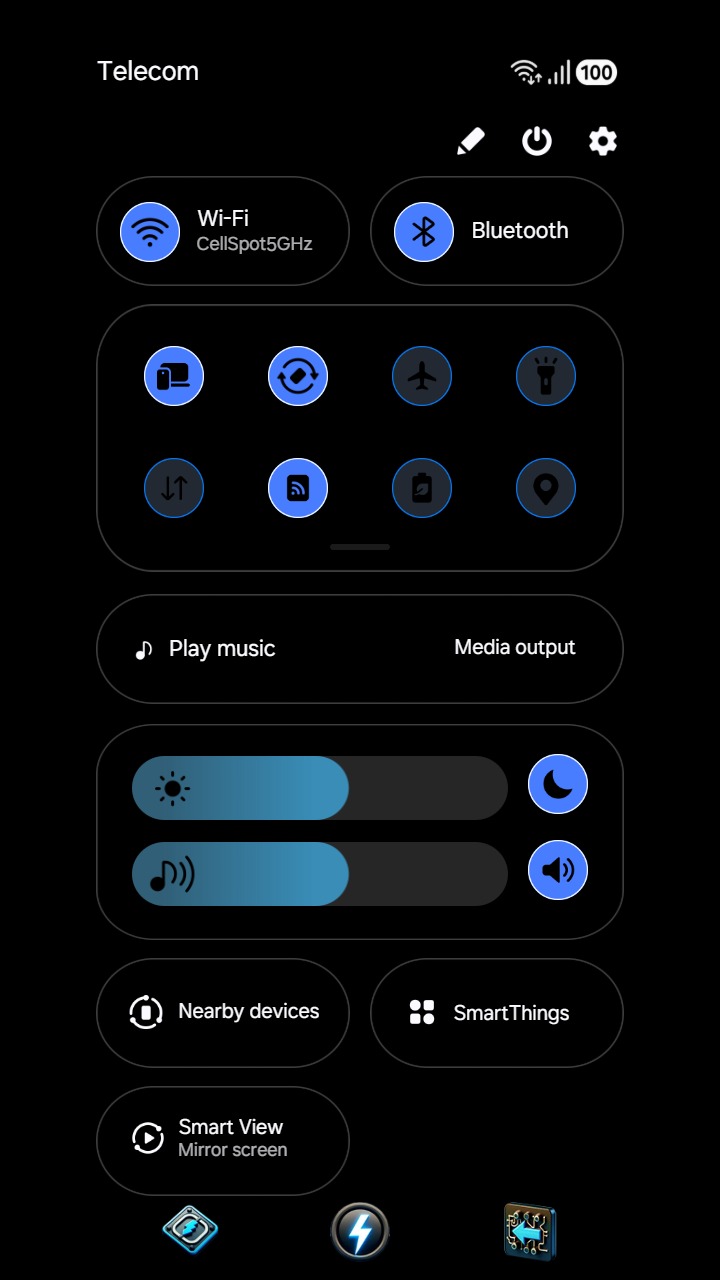 Telecom
100
Wi-Fi
CellSpot5GHz
Bluetooth
Play music
Media output
Nearby devices
SmartThings
Smart View
Mirror screen